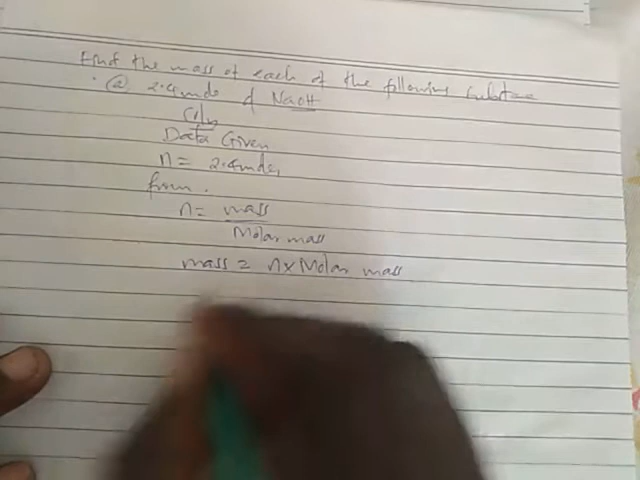 Find the mass of each of the following substance
(a) 2.4 mole of NaOH
Soln
Data Given
n = 2.4 mole,
from.
n = mass
Molar mass
mass = n x Molar mass